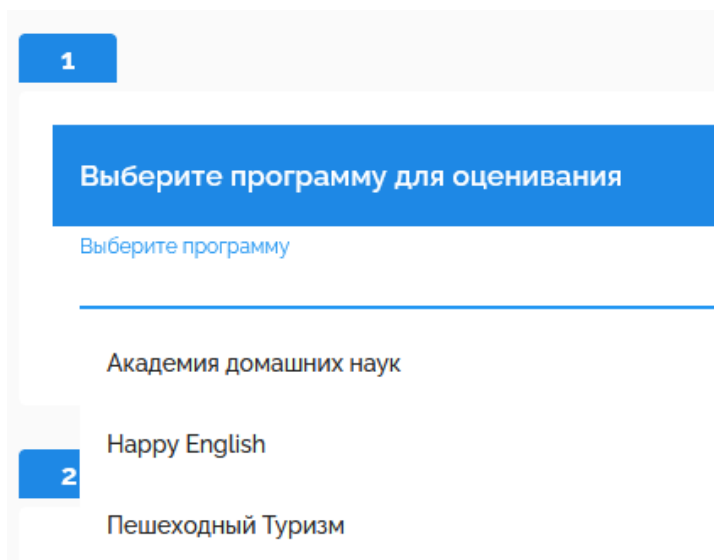 1
Выберите программу для оценивания
Выберите программу
Академия домашних наук
Happy English
2
Пешеходный Туризм